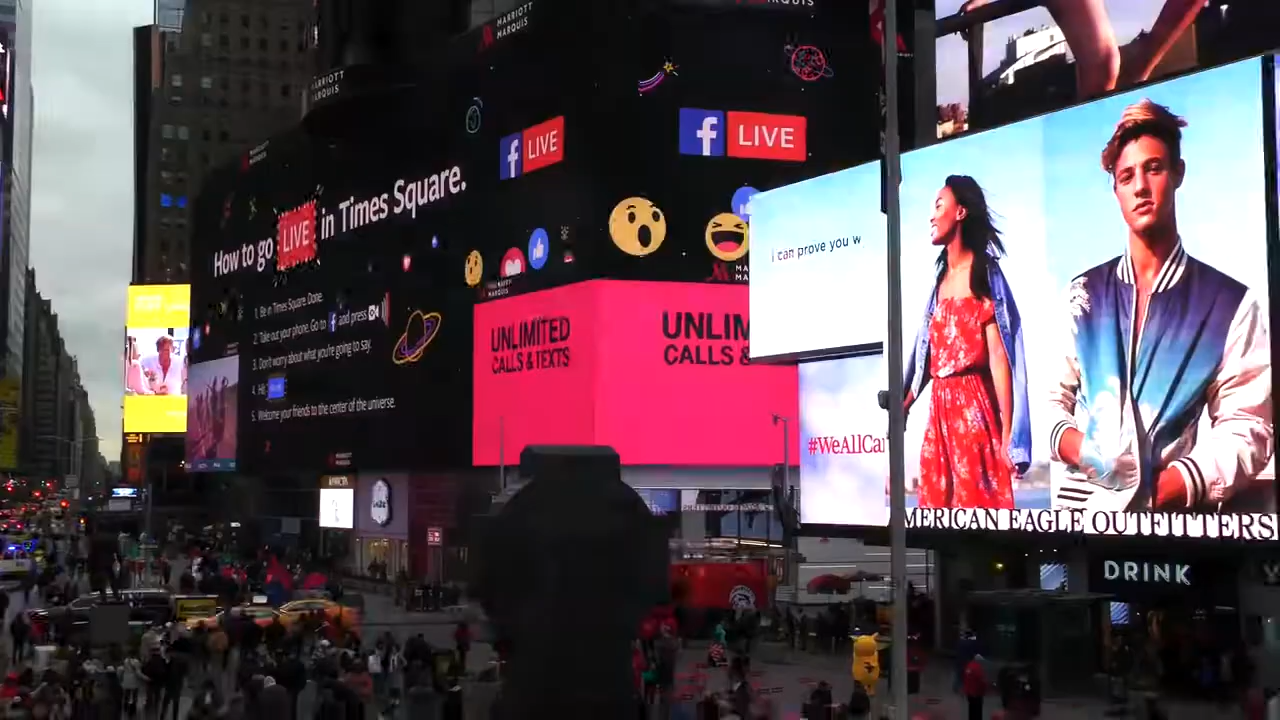 MARRIOTT
MARQUIS
MARRIOTT
MARQUIS
f LIVE
f LIVE
How to go LIVE in Times Square.
1. Be in Times Square. Done.
2. Take out your phone. Go to f and press
3. Don't worry about what you're going to say.
4. Hit
5. Welcome your friends to the center of the universe.
UNLIMITED
CALLS & TEXTS
UNLIM
CALLS &
i can prove you w
#WeAllCan
AMERICAN EAGLE OUTFITTERS
DRINK